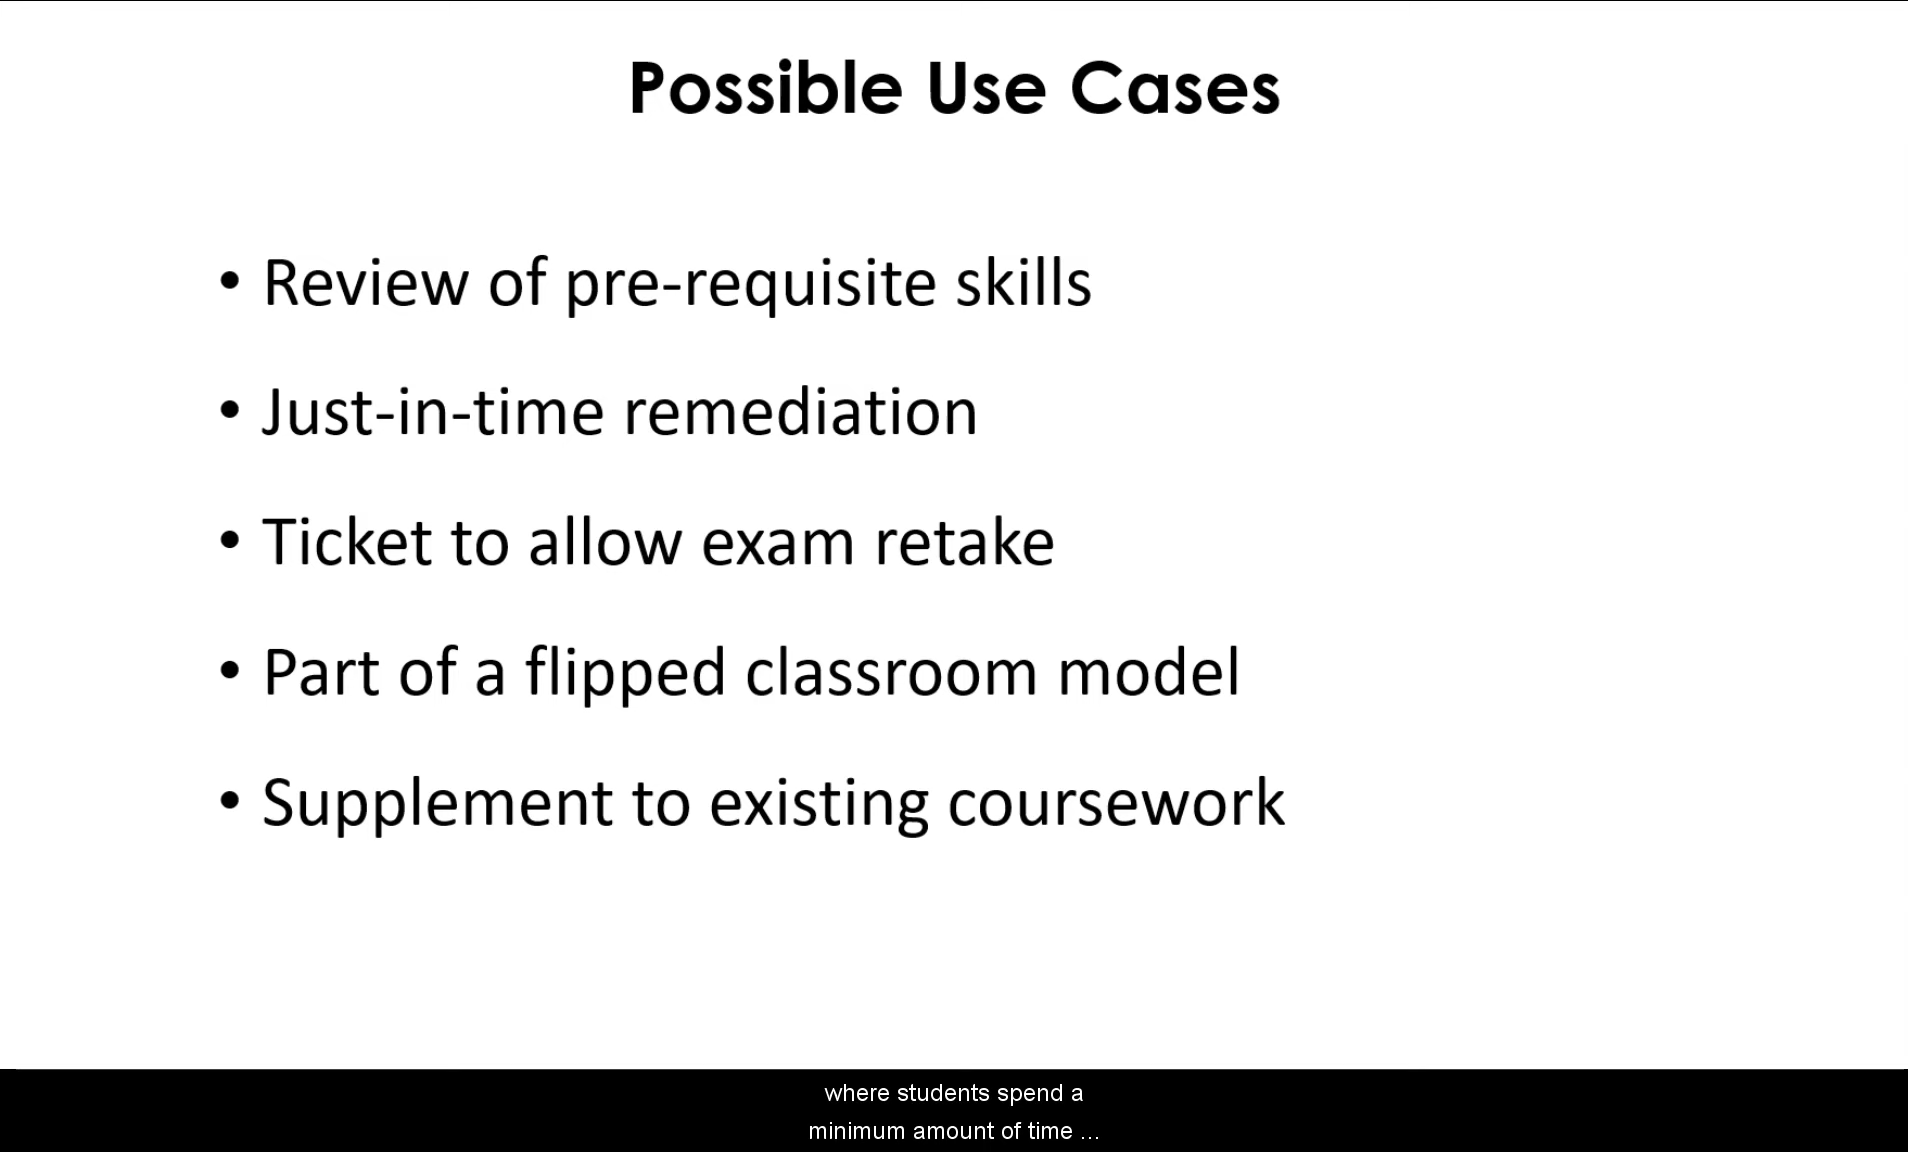 Possible Use Cases
• Review of pre-requisite skills
• Just-in-time remediation
• Ticket to allow exam retake
• Part of a flipped classroom model
• Supplement to existing coursework
where students spend a
minimum amount of time ...